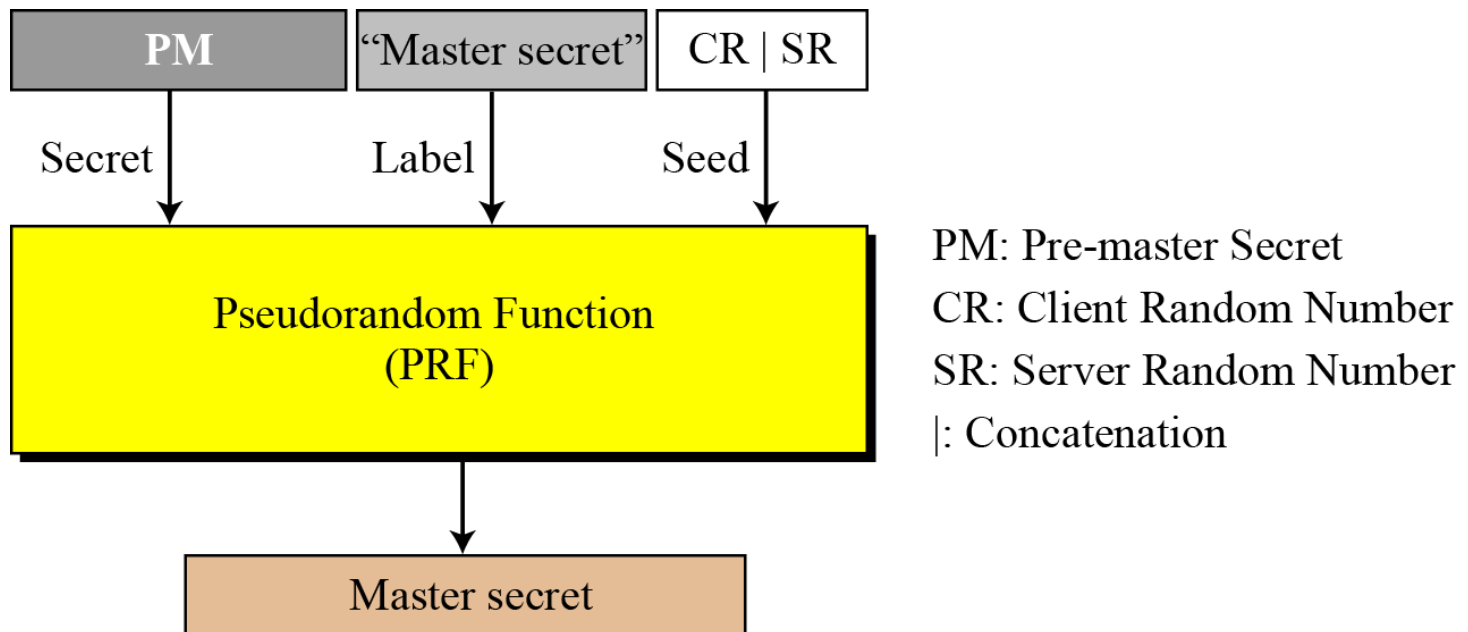 PM
“Master secret”
CR | SR
Secret
Label
Seed
Pseudorandom Function
(PRF)
PM: Pre-master Secret
CR: Client Random Number
SR: Server Random Number
|: Concatenation
Master secret